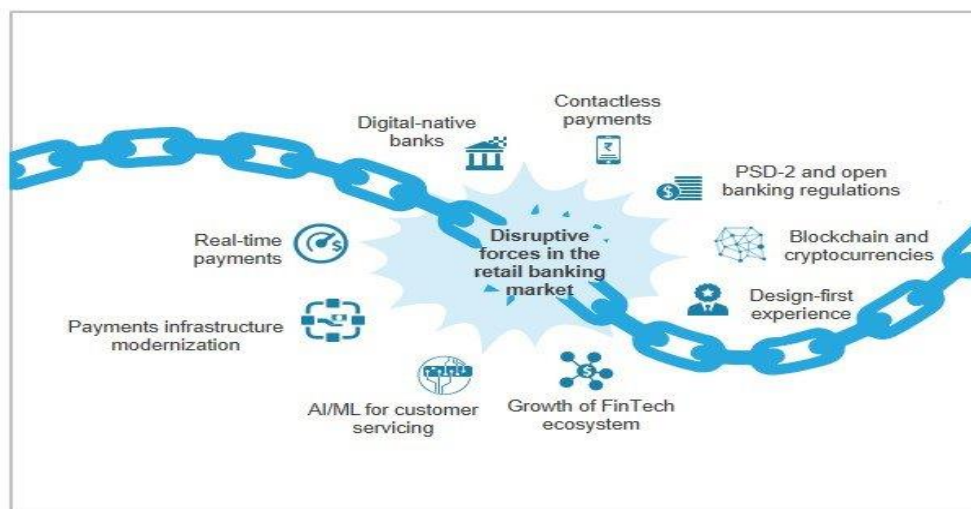 Contactless
payments
Digital-native
banks
PSD-2 and open
banking regulations
Real-time
payments
Disruptive
forces in the
retail banking
market
Blockchain and
cryptocurrencies
Design-first
experience
Payments infrastructure
modernization
AI/ML for customer
servicing
Growth of FinTech
ecosystem